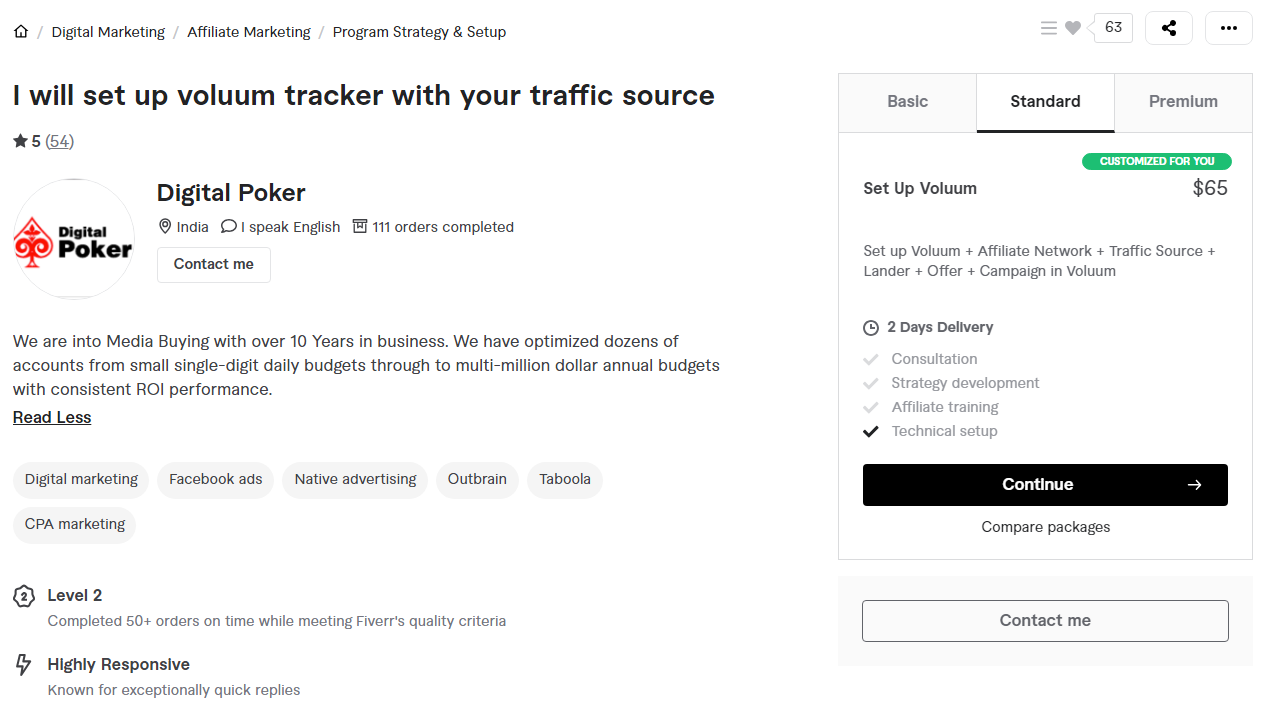 / Digital Marketing / Affiliate Marketing / Program Strategy & Setup
63
I will set up voluum tracker with your traffic source
5 (54)
Digital Poker
Digital Poker
India I speak English 111 orders completed
Contact me
We are into Media Buying with over 10 Years in business. We have optimized dozens of
accounts from small single-digit daily budgets through to multi-million dollar annual budgets
with consistent ROI performance.
Read Less
Digital marketing Facebook ads Native advertising Outbrain Taboola
CPA marketing
2 Level 2
Completed 50+ orders on time while meeting Fiverr's quality criteria
Highly Responsive
Known for exceptionally quick replies
Basic Standard Premium
CUSTOMIZED FOR YOU
Set Up Voluum $65
Set up Voluum + Affiliate Network + Traffic Source +
Lander + Offer + Campaign in Voluum
2 Days Delivery
Consultation
Strategy development
Affiliate training
Technical setup
Continue →
Compare packages
Contact me